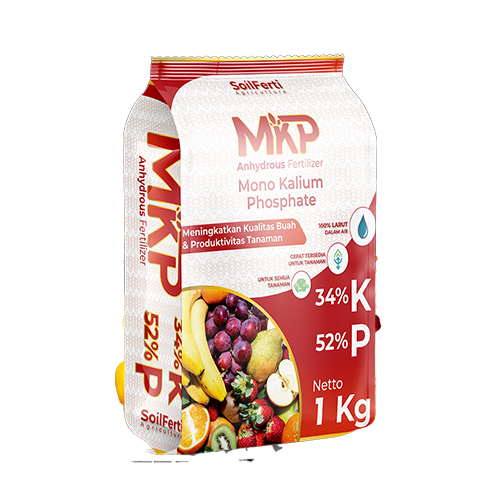 SoilFerti
Agriculture
MKP
Anhydrous Fertilizer
Mono Kalium
Phosphate
Meningkatkan Kualitas Buah
& Produktivitas Tanaman
100% LARUT
DALAM AIR
CEPAT TERSEDIA
UNTUK TANAMAN
UNTUK SEMUA
TANAMAN
34% K
52% P
Netto
1 Kg
MKP
Anhydrous Fertilizer
34% K
52% P
SoilFerti
Agriculture